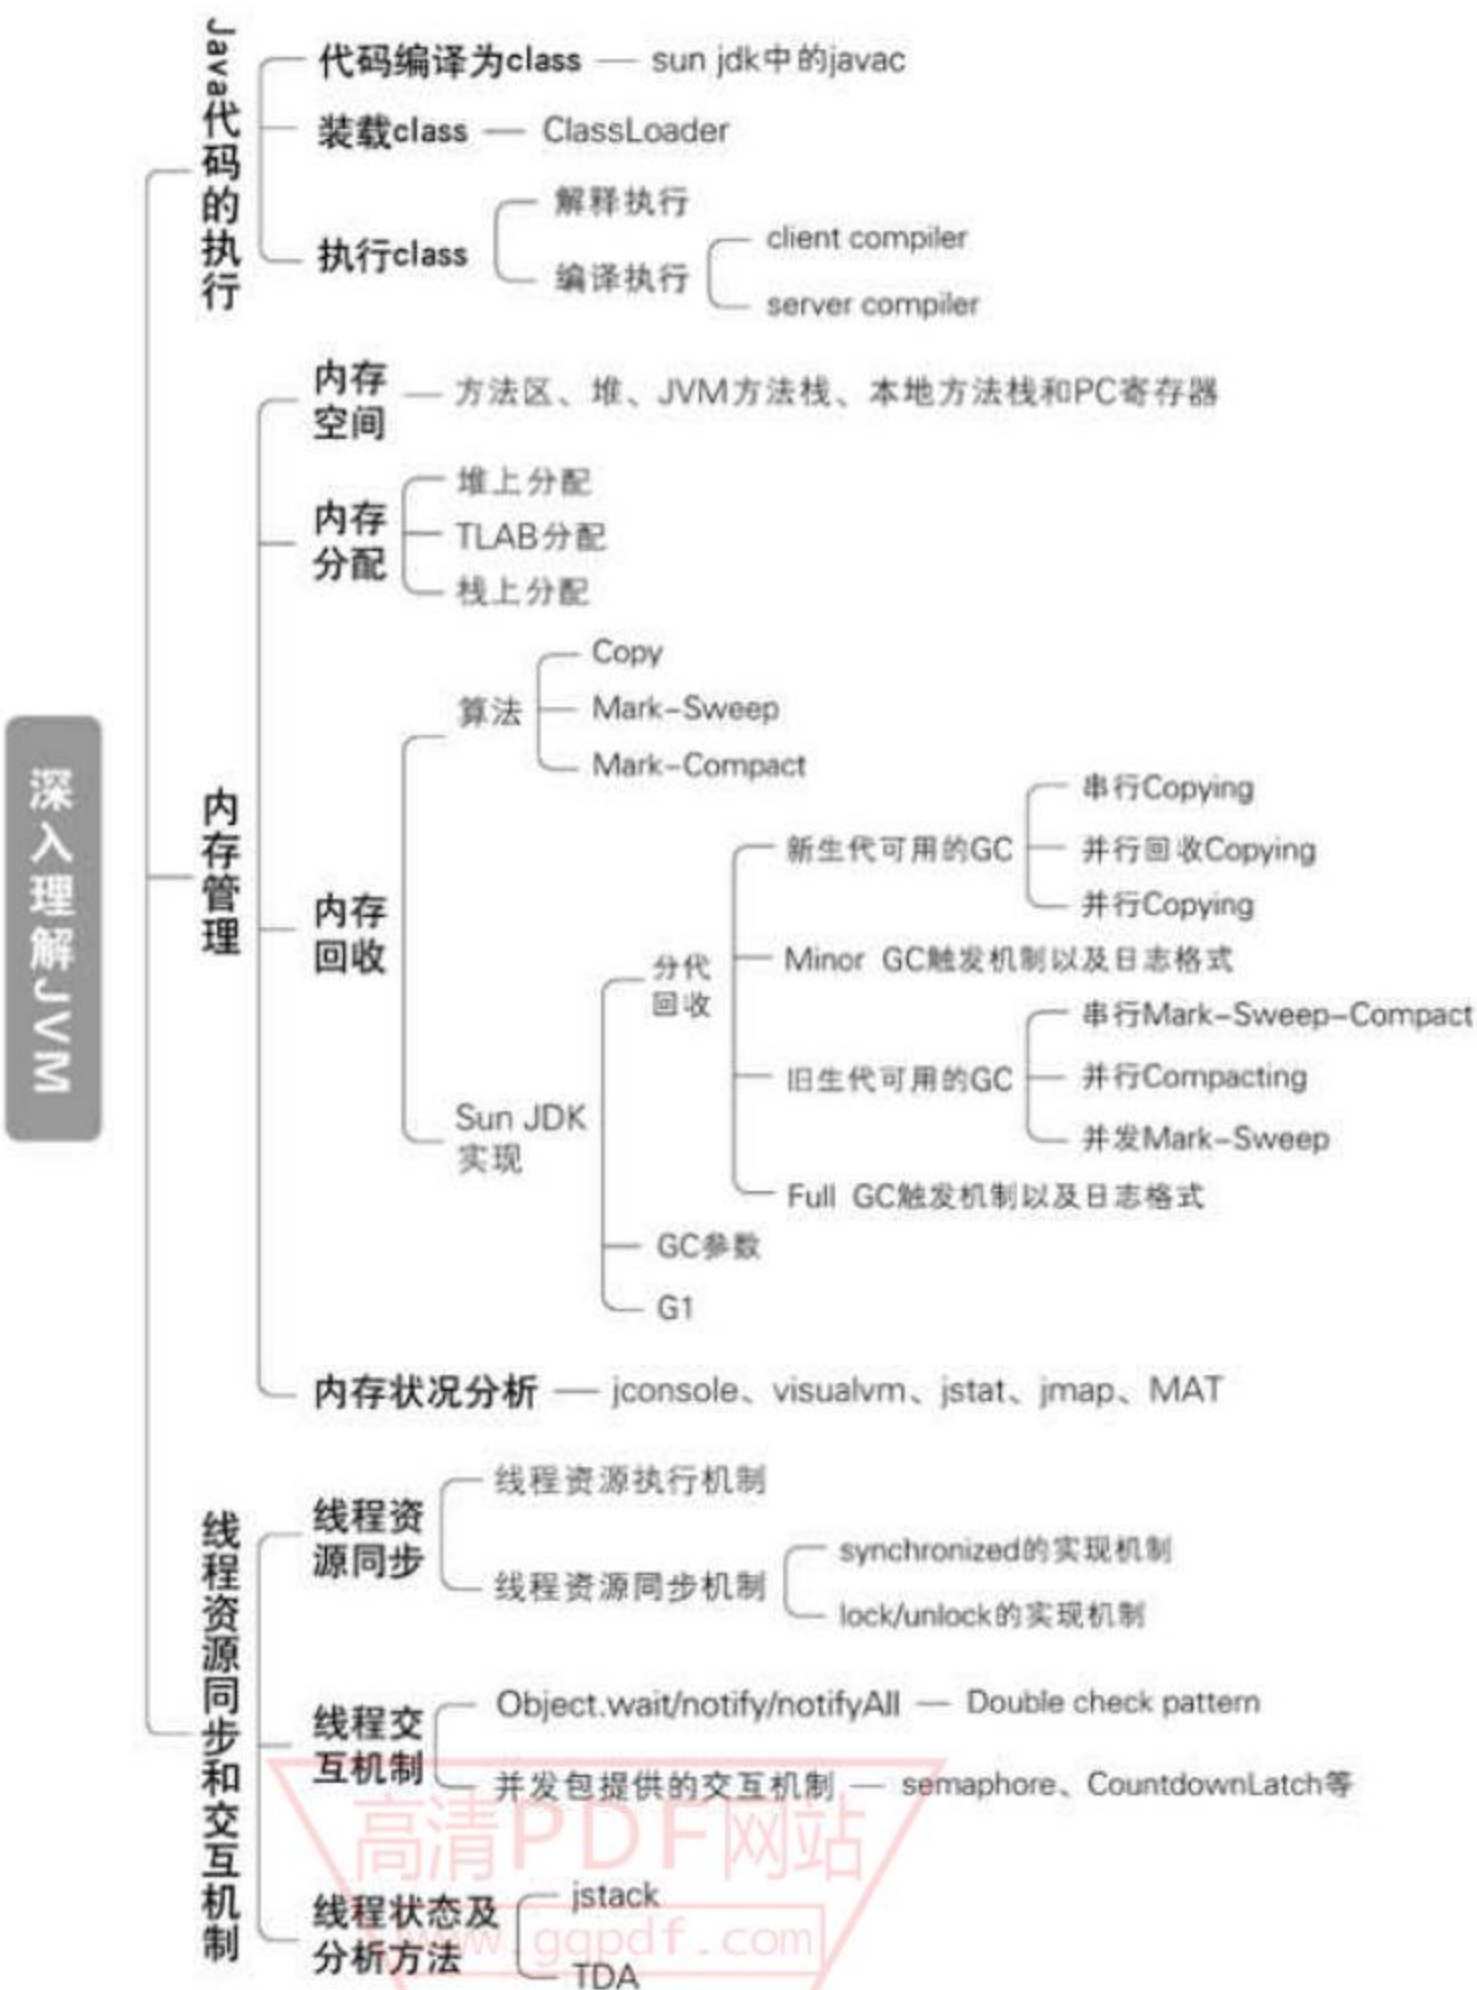 深入理解JVM
Java代码的执行
代码编译为class
sun jdk中的javac
装载class
ClassLoader
执行class
解释执行
编译执行
client compiler
server compiler
内存管理
内存
空间
方法区、堆、JVM方法栈、本地方法栈和PC寄存器
内存
分配
堆上分配
TLAB分配
栈上分配
内存
回收
算法
Copy
Mark-Sweep
Mark-Compact
Sun JDK
实现
分代
回收
新生代可用的GC
串行Copying
并行回收Copying
并行Copying
Minor GC触发机制以及日志格式
旧生代可用的GC
串行Mark-Sweep-Compact
并行Compacting
并发Mark-Sweep
Full GC触发机制以及日志格式
GC参数
G1
内存状况分析
jconsole、visualvm、jstat、jmap、MAT
线程资源同步和交互机制
线程资
源同步
线程资源执行机制
线程资源同步机制
synchronized的实现机制
lock/unlock的实现机制
线程交
互机制
Object.wait/notify/notifyAll
Double check pattern
并发包提供的交互机制
semaphore、CountdownLatch等
线程状态及
分析方法
jstack
TDA
高清PDF网站
www.gqpdf.com